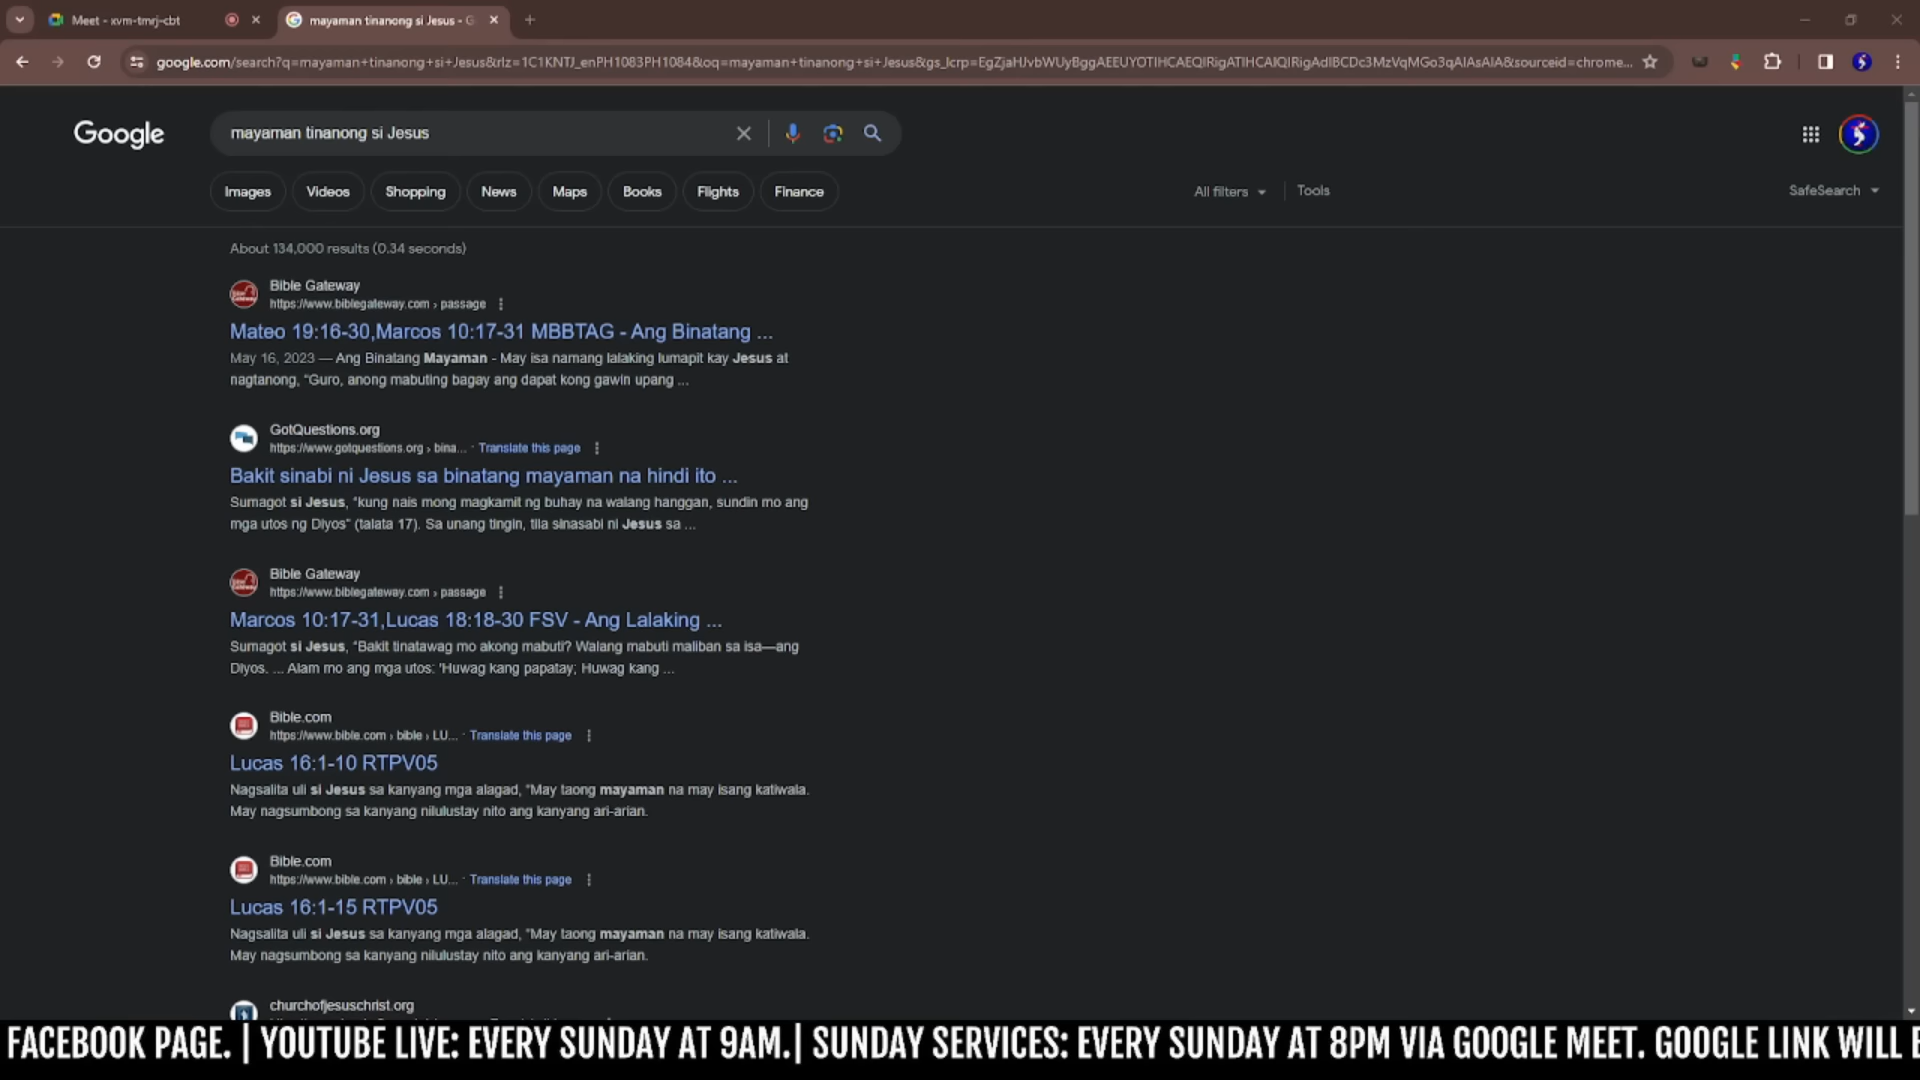 Meet - xvm-tmrj-cbt
mayaman tinanong si Jesus - G
google.com/search?q=mayaman+tinanong+si+Jesus&rlz=1C1KNTJ_enPH1083PH1084&oq=mayaman+tinanong+si+Jesus&gs_lcrp=
Google
mayaman tinanong si Jesus
Images Videos Shopping News Maps Books Flights Finance All filters Tools SafeSearch
About 134,000 results (0.34 seconds)
Bible Gateway
https://www.biblegateway.com › passage
Mateo 19:16-30,Marcos 10:17-31 MBBTAG - Ang Binatang ...
May 16, 2023 — Ang Binatang Mayaman - May isa namang lalaking lumapit kay Jesus at
nagtanong, “Guro, anong mabuting bagay ang dapat kong gawin upang ...
GotQuestions.org
https://www.gotquestions.org › bina... · Translate this page
Bakit sinabi ni Jesus sa binatang mayaman na hindi ito ...
Sumagot si Jesus, “kung nais mong magkamit ng buhay na walang hanggan, sundin mo ang
mga utos ng Diyos” (talata 17). Sa unang tingin, tila sinasabi ni Jesus sa ...
Bible Gateway
https://www.biblegateway.com › passage
Marcos 10:17-31,Lucas 18:18-30 FSV - Ang Lalaking ...
Sumagot si Jesus, “Bakit tinatawag mo akong mabuti? Walang mabuti maliban sa isa—ang
Diyos. ... Alam mo ang mga utos: 'Huwag kang papatay; Huwag kang ...
Bible.com
https://www.bible.com › bible › LU... · Translate this page
Lucas 16:1-10 RTPV05
Nagsalita uli si Jesus sa kanyang mga alagad, “May taong mayaman na may isang katiwala.
May nagsumbong sa kanyang nilulustay nito ang kanyang ari-arian.
Bible.com
https://www.bible.com › bible › LU... · Translate this page
Lucas 16:1-15 RTPV05
Nagsalita uli si Jesus sa kanyang mga alagad, “May taong mayaman na may isang katiwala.
May nagsumbong sa kanyang nilulustay nito ang kanyang ari-arian.
churchofjesuschrist.org
FACEBOOK PAGE. | YOUTUBE LIVE: EVERY SUNDAY AT 9AM.| SUNDAY SERVICES: EVERY SUNDAY AT 8PM VIA GOOGLE MEET. GOOGLE LINK WILL